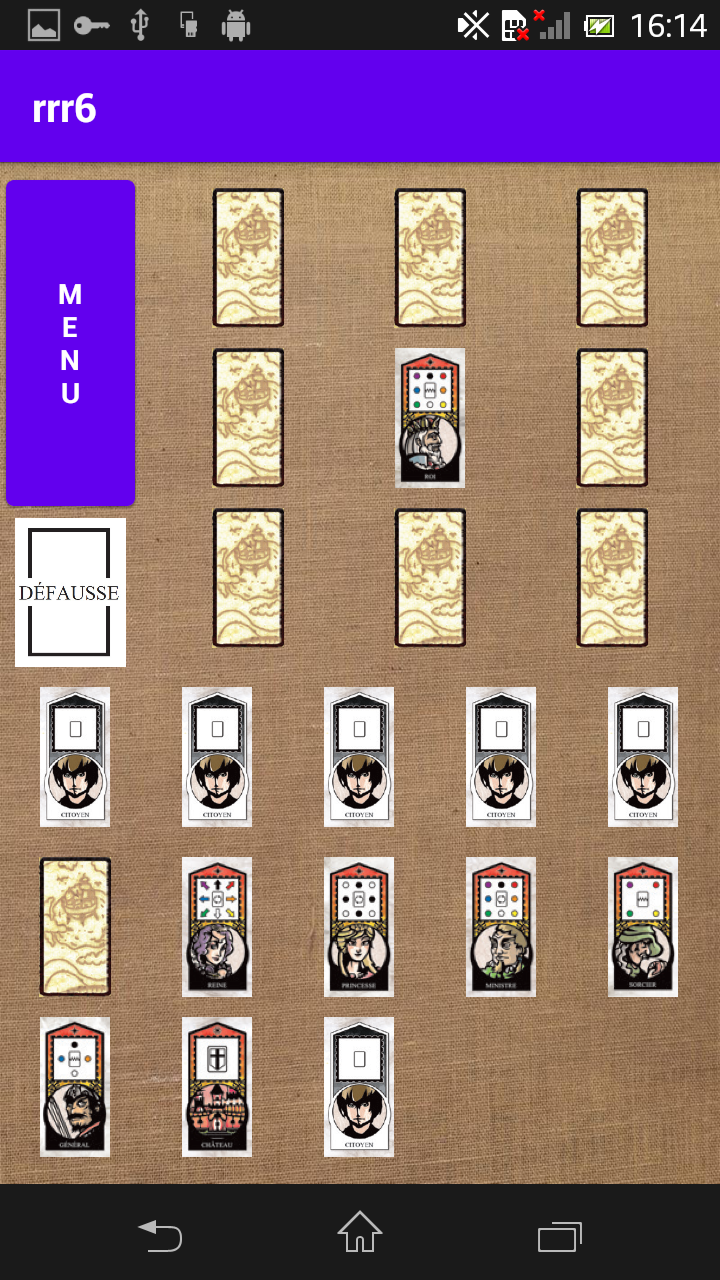 16:14
rrr6
M
E
N
U
ROI
DÉFAUSSE
CITOYEN
CITOYEN
CITOYEN
CITOYEN
CITOYEN
REINE
PRINCESSE
MINISTRE
SORCIER
GÉNÉRAL
CHÂTEAU
CITOYEN